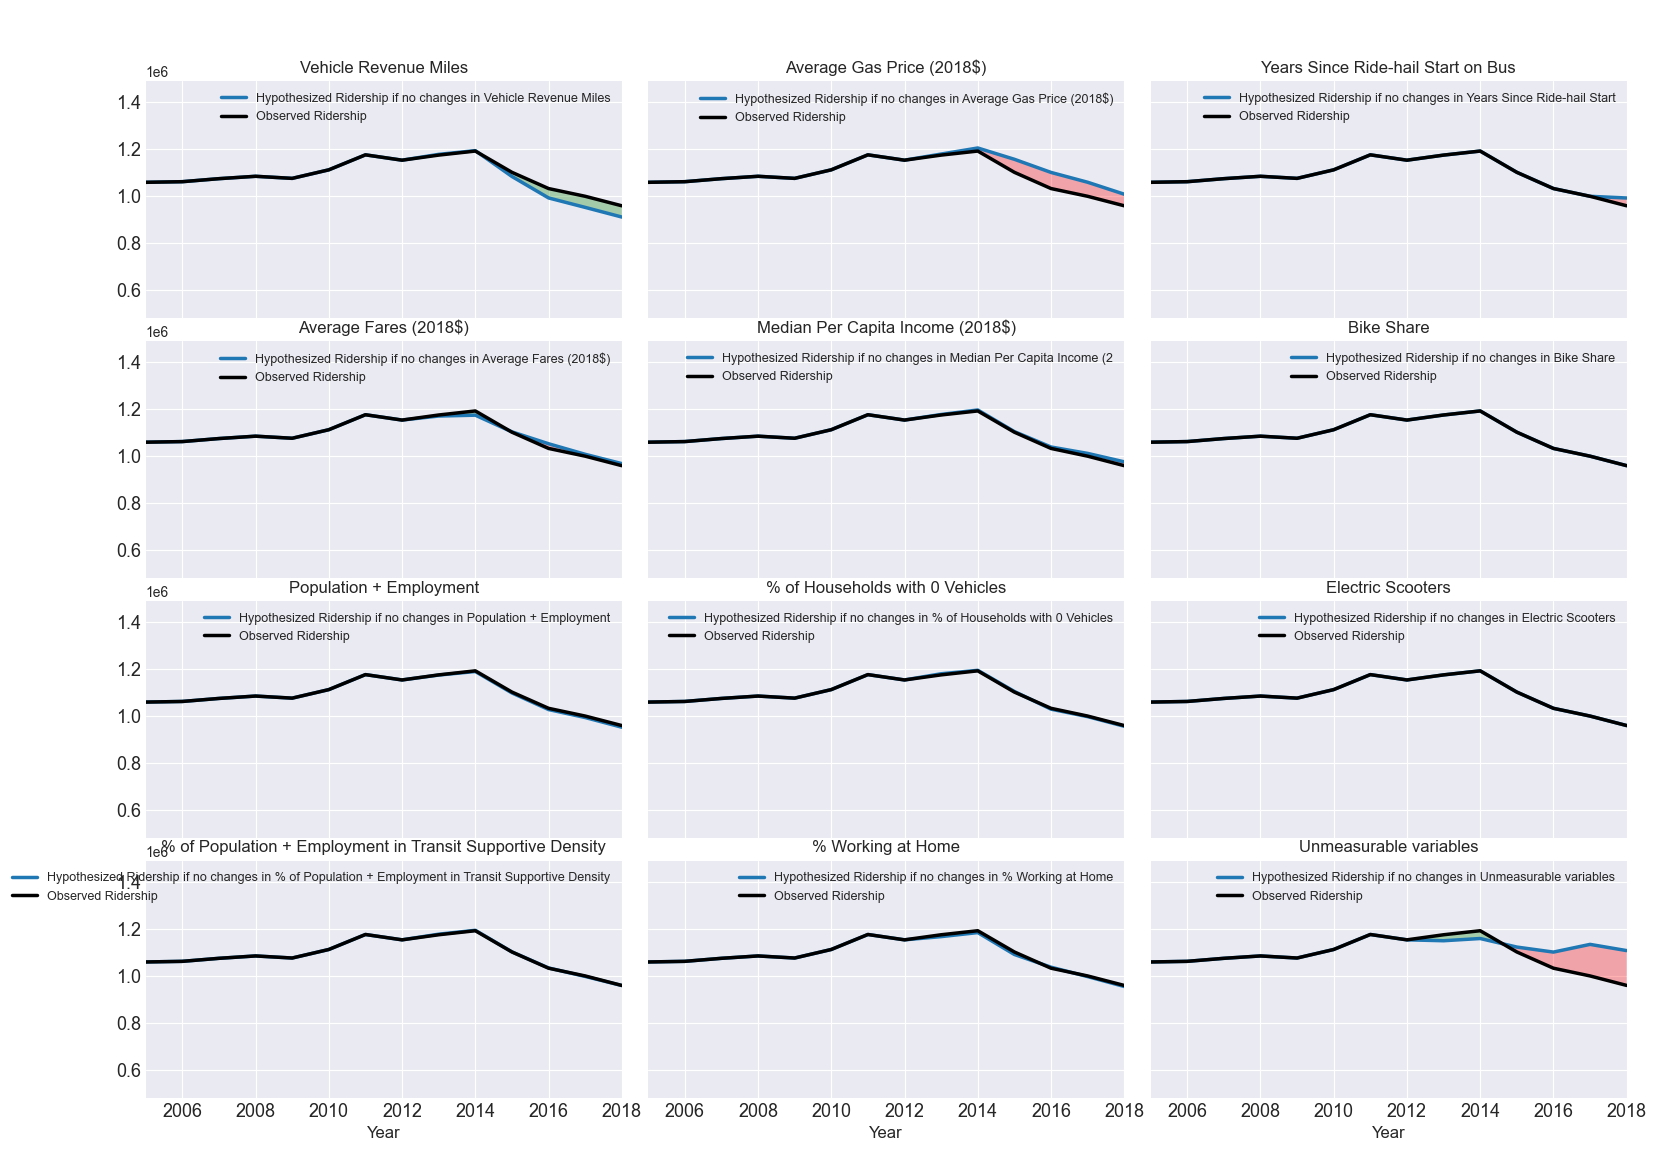 Vehicle Revenue Miles
1e6
Hypothesized Ridership if no changes in Vehicle Revenue Miles
Observed Ridership
1.4
1.2
1.0
0.8
0.6
Average Gas Price (2018$)
Hypothesized Ridership if no changes in Average Gas Price (2018$)
Observed Ridership
Years Since Ride-hail Start on Bus
Hypothesized Ridership if no changes in Years Since Ride-hail Start
Observed Ridership
Average Fares (2018$)
1e6
Hypothesized Ridership if no changes in Average Fares (2018$)
Observed Ridership
1.4
1.2
1.0
0.8
0.6
Median Per Capita Income (2018$)
Hypothesized Ridership if no changes in Median Per Capita Income (2
Observed Ridership
Bike Share
Hypothesized Ridership if no changes in Bike Share
Observed Ridership
Population + Employment
1e6
Hypothesized Ridership if no changes in Population + Employment
Observed Ridership
1.4
1.2
1.0
0.8
0.6
% of Households with 0 Vehicles
Hypothesized Ridership if no changes in % of Households with 0 Vehicles
Observed Ridership
Electric Scooters
Hypothesized Ridership if no changes in Electric Scooters
Observed Ridership
% of Population + Employment in Transit Supportive Density
1e6
Hypothesized Ridership if no changes in % of Population + Employment in Transit Supportive Density
Observed Ridership
1.4
1.2
1.0
0.8
0.6
2006 2008 2010 2012 2014 2016 2018
Year
% Working at Home
Hypothesized Ridership if no changes in % Working at Home
Observed Ridership
2006 2008 2010 2012 2014 2016 2018
Year
Unmeasurable variables
Hypothesized Ridership if no changes in Unmeasurable variables
Observed Ridership
2006 2008 2010 2012 2014 2016 2018
Year